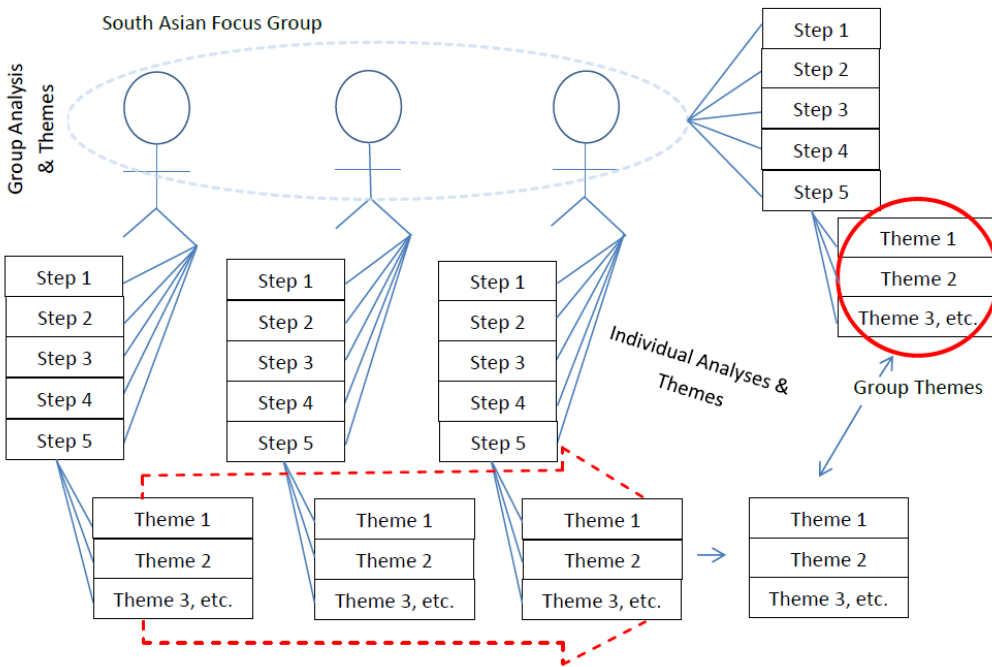 South Asian Focus Group
Group Analysis
& Themes
Step 1
Step 2
Step 3
Step 4
Step 5
Theme 1
Theme 2
Theme 3, etc.
Group Themes
Step 1
Step 2
Step 3
Step 4
Step 5
Step 1
Step 2
Step 3
Step 4
Step 5
Step 1
Step 2
Step 3
Step 4
Step 5
Individual Analyses &
Themes
Theme 1
Theme 2
Theme 3, etc.
Theme 1
Theme 2
Theme 3, etc.
Theme 1
Theme 2
Theme 3, etc.
Theme 1
Theme 2
Theme 3, etc.